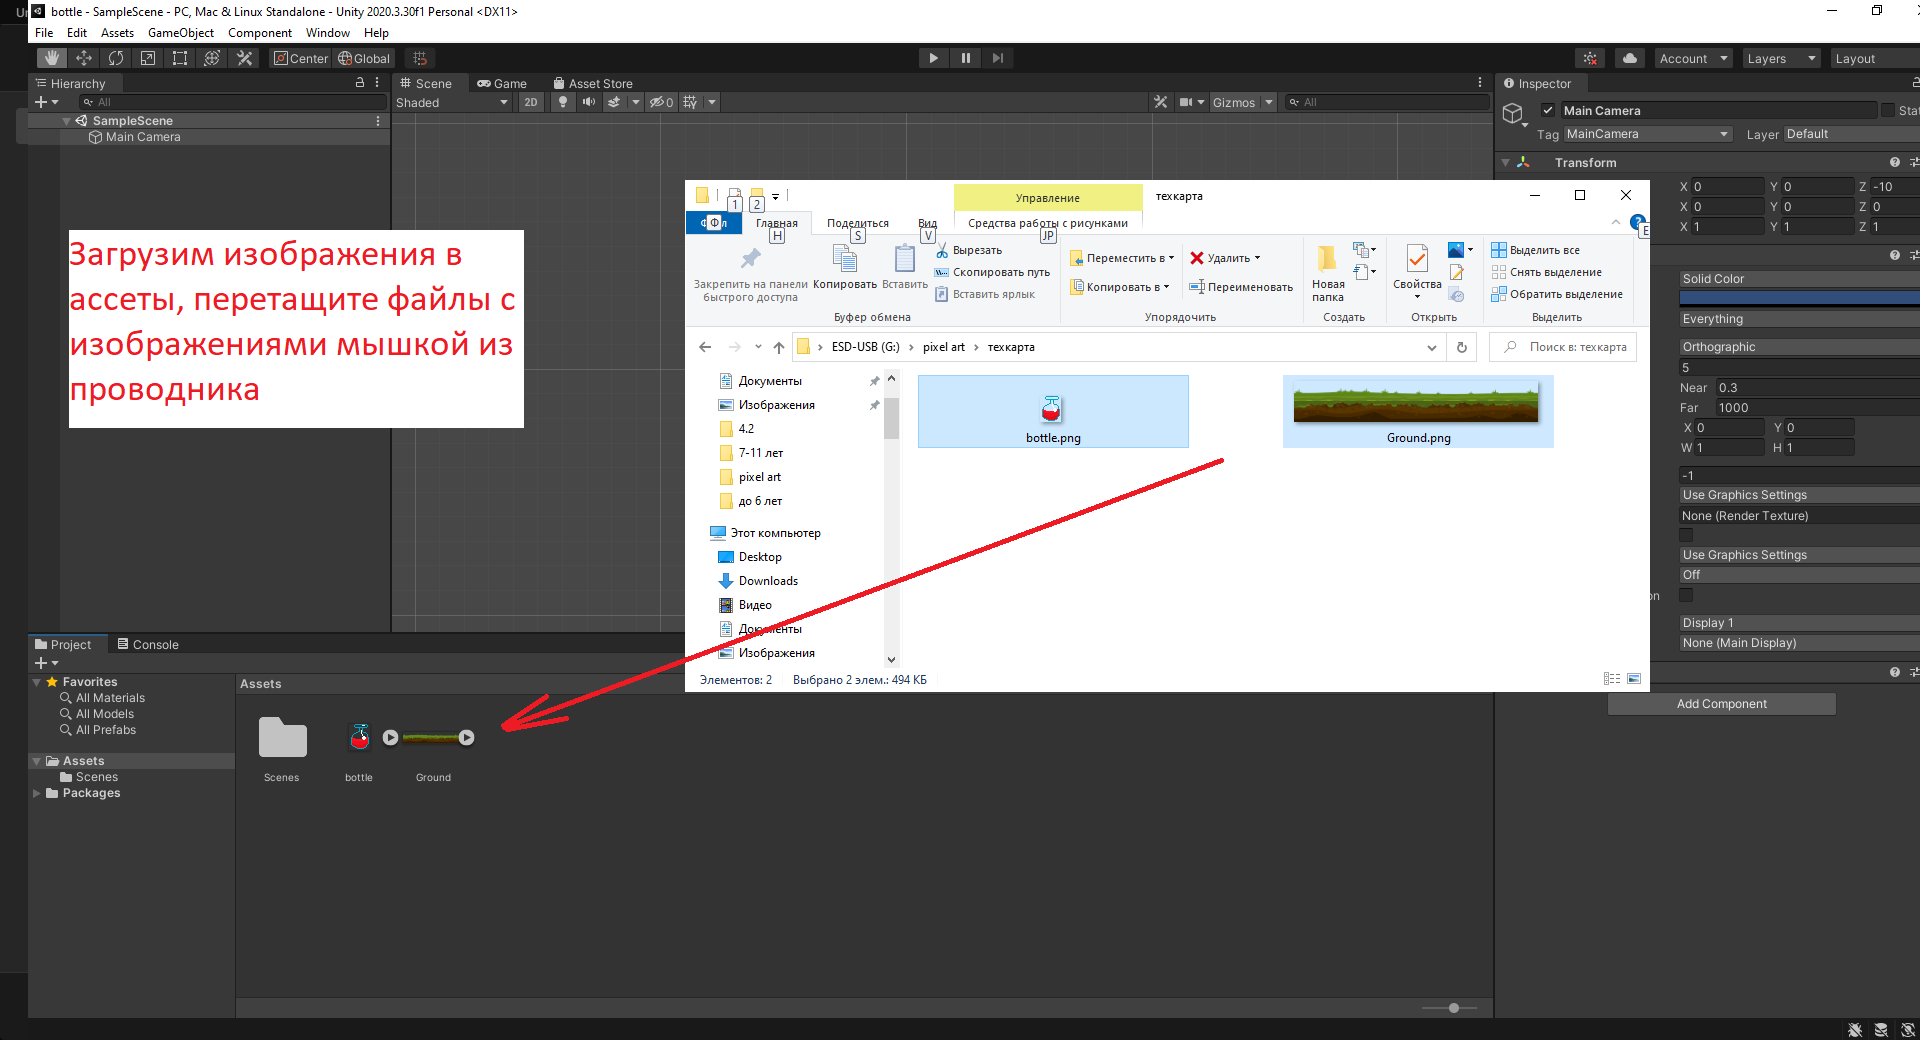 bottle - SampleScene - PC, Mac & Linux Standalone - Unity 2020.3.30f1 Personal <DX11>
File Edit Assets GameObject Component Window Help
Center Global Account Layers Layout
Hierarchy
All
SampleScene
Main Camera
Scene Game Asset Store
Shaded 2D 0 Gizmos All
Inspector
Main Camera
Tag MainCamera Layer Default
Transform
X 0 Y 0 Z -10
X 0 Y 0 Z 0
X 1 Y 1 Z 1
Solid Color
Everything
Orthographic
5
Near 0.3
Far 1000
X 0 Y 0
W 1 H 1
-1
Use Graphics Settings
None (Render Texture)
Use Graphics Settings
Off
Display 1
None (Main Display)
Add Component
Загрузим изображения в
ассеты, перетащите файлы с
изображениями мышкой из
проводника
1 2
Управление
техкарта
Ф
Главная Поделиться Вид Средства работы с рисунками
H S V JP E
Закрепить на панели
быстрого доступа
Копировать
Вставить
Вырезать
Скопировать путь
Вставить ярлык
Буфер обмена
Переместить в
Копировать в
Удалить
Переименовать
Упорядочить
Новая
папка
Создать
Свойства
Открыть
Выделить все
Снять выделение
Обратить выделение
Выделить
ESD-USB (G:) pixel art техкарта
Поиск в: техкарта
Документы
Изображения
4.2
7-11 лет
pixel art
до 6 лет
Этот компьютер
Desktop
Downloads
Видео
Документы
Изображения
bottle.png
Ground.png
Элементов: 2 Выбрано 2 элем.: 494 КБ
Project Console
Favorites
All Materials
All Models
All Prefabs
Assets
Scenes
Packages
Assets
Scenes bottle Ground